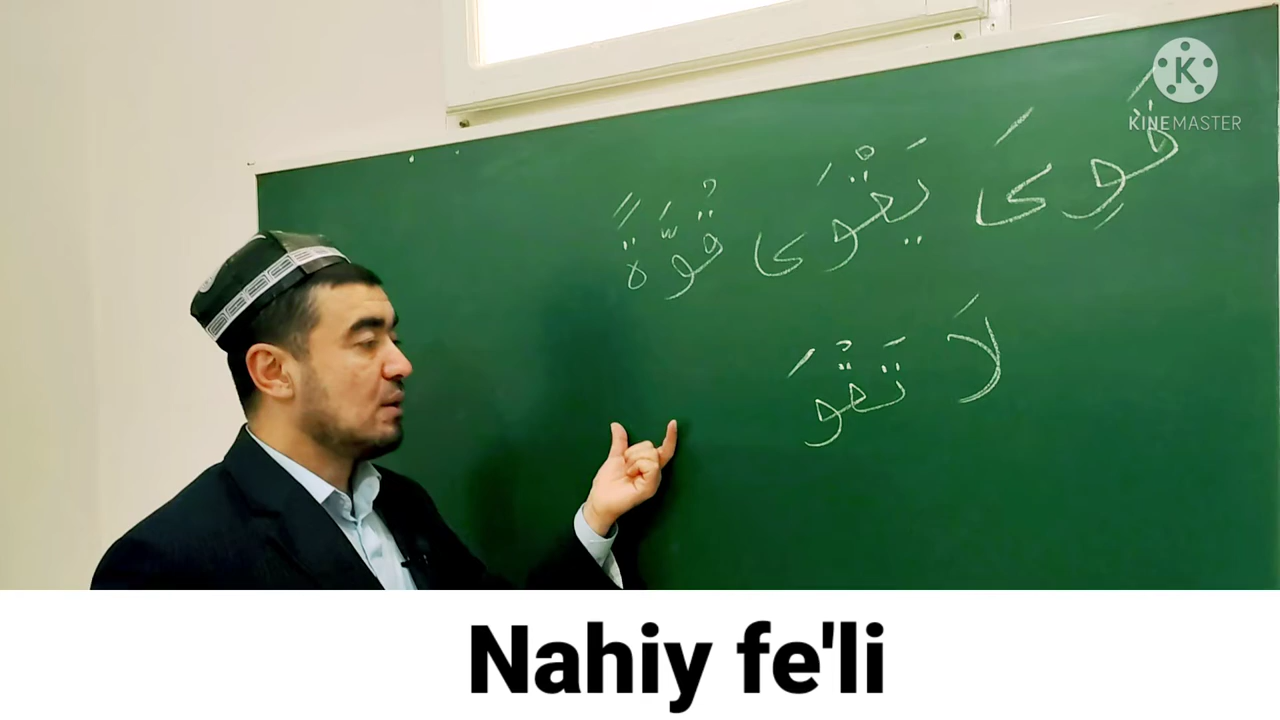 KINEMASTER
قَوِىَ يَقْوَى قُوَّةً
لَا تَقْوَ
Nahiy fe'li